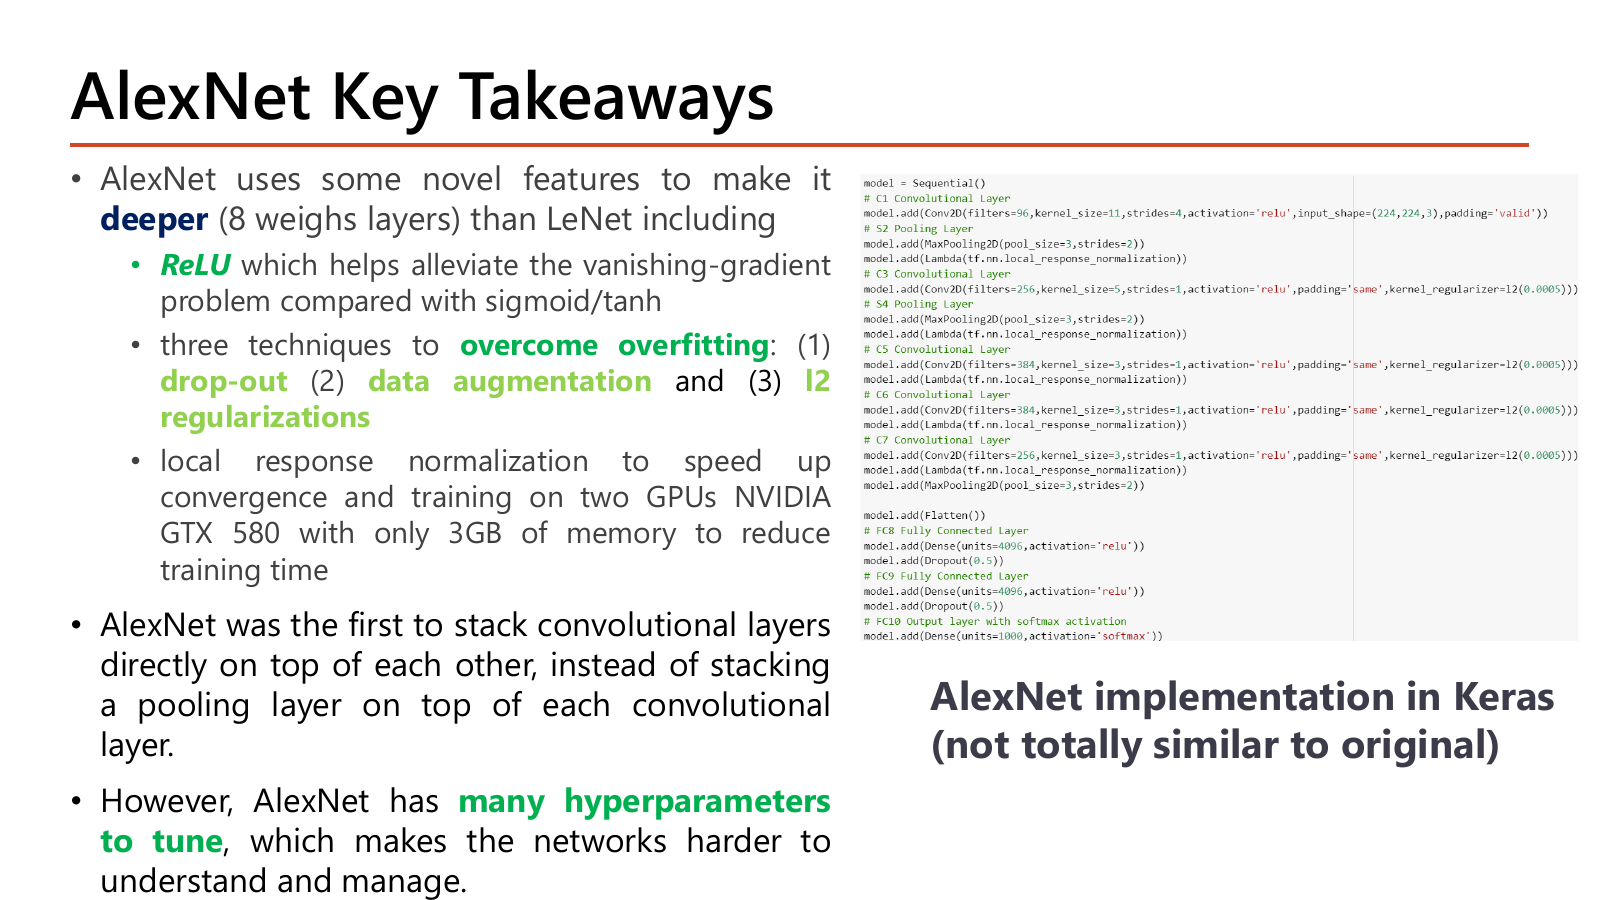 AlexNet Key Takeaways
• AlexNet uses some novel features to make it
deeper (8 weighs layers) than LeNet including
• ReLU which helps alleviate the vanishing-gradient
problem compared with sigmoid/tanh
• three techniques to overcome overfitting: (1)
drop-out (2) data augmentation and (3) l2
regularizations
• local response normalization to speed up
convergence and training on two GPUs NVIDIA
GTX 580 with only 3GB of memory to reduce
training time
• AlexNet was the first to stack convolutional layers
directly on top of each other, instead of stacking
a pooling layer on top of each convolutional
layer.
• However, AlexNet has many hyperparameters
to tune, which makes the networks harder to
understand and manage.
model = Sequential()
# C1 Convolutional Layer
model.add(Conv2D(filters=96,kernel_size=11,strides=4,activation='relu',input_shape=(224,224,3),padding='valid'))
# S2 Pooling Layer
model.add(MaxPooling2D(pool_size=3,strides=2))
model.add(Lambda(tf.nn.local_response_normalization))
# C3 Convolutional Layer
model.add(Conv2D(filters=256,kernel_size=5,strides=1,activation='relu',padding='same',kernel_regularizer=l2(0.0005)))
# S4 Pooling Layer
model.add(MaxPooling2D(pool_size=3,strides=2))
model.add(Lambda(tf.nn.local_response_normalization))
# C5 Convolutional Layer
model.add(Conv2D(filters=384,kernel_size=3,strides=1,activation='relu',padding='same',kernel_regularizer=l2(0.0005)))
model.add(Lambda(tf.nn.local_response_normalization))
# C6 Convolutional Layer
model.add(Conv2D(filters=384,kernel_size=3,strides=1,activation='relu',padding='same',kernel_regularizer=l2(0.0005)))
model.add(Lambda(tf.nn.local_response_normalization))
# C7 Convolutional Layer
model.add(Conv2D(filters=256,kernel_size=3,strides=1,activation='relu',padding='same',kernel_regularizer=l2(0.0005)))
model.add(Lambda(tf.nn.local_response_normalization))
model.add(MaxPooling2D(pool_size=3,strides=2))
model.add(Flatten())
# FC8 Fully Connected Layer
model.add(Dense(units=4096,activation='relu'))
model.add(Dropout(0.5))
# FC9 Fully Connected Layer
model.add(Dense(units=4096,activation='relu'))
model.add(Dropout(0.5))
# FC10 Output layer with softmax activation
model.add(Dense(units=1000,activation='softmax'))
AlexNet implementation in Keras
(not totally similar to original)